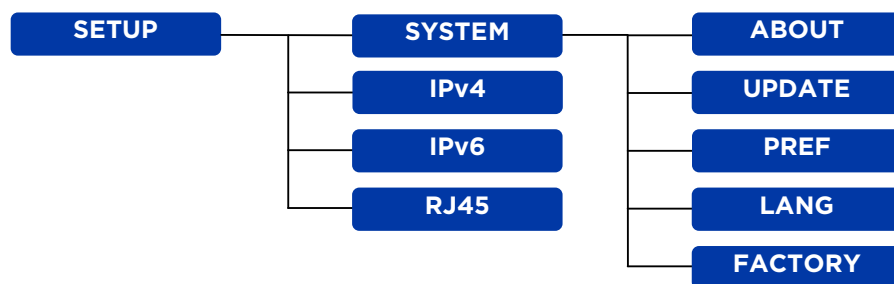 SETUP
SYSTEM
ABOUT
IPv4
UPDATE
IPv6
PREF
RJ45
LANG
FACTORY